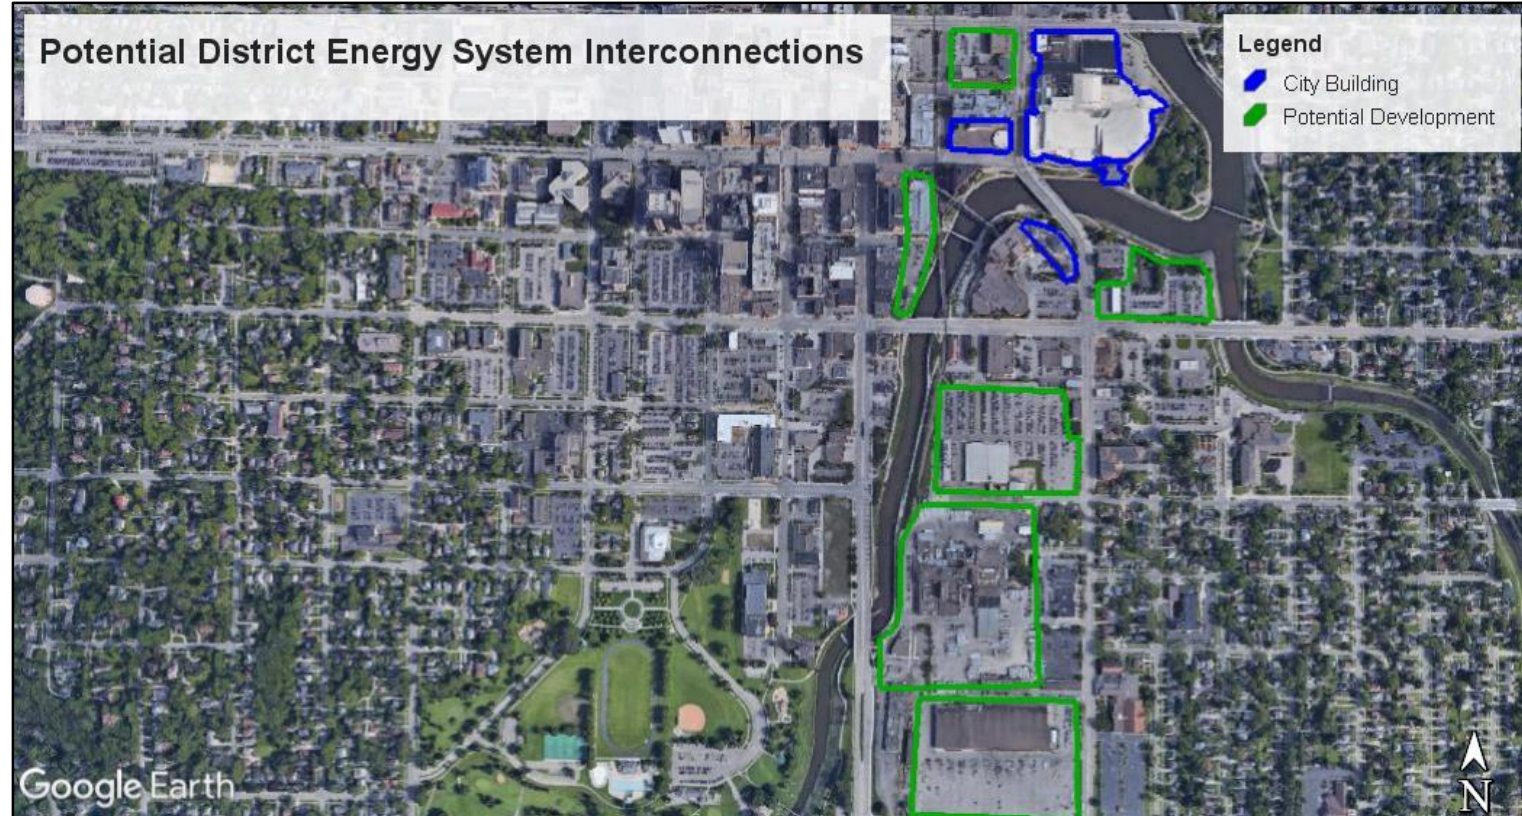 Potential District Energy System Interconnections
Legend
City Building
Potential Development
Google Earth
N